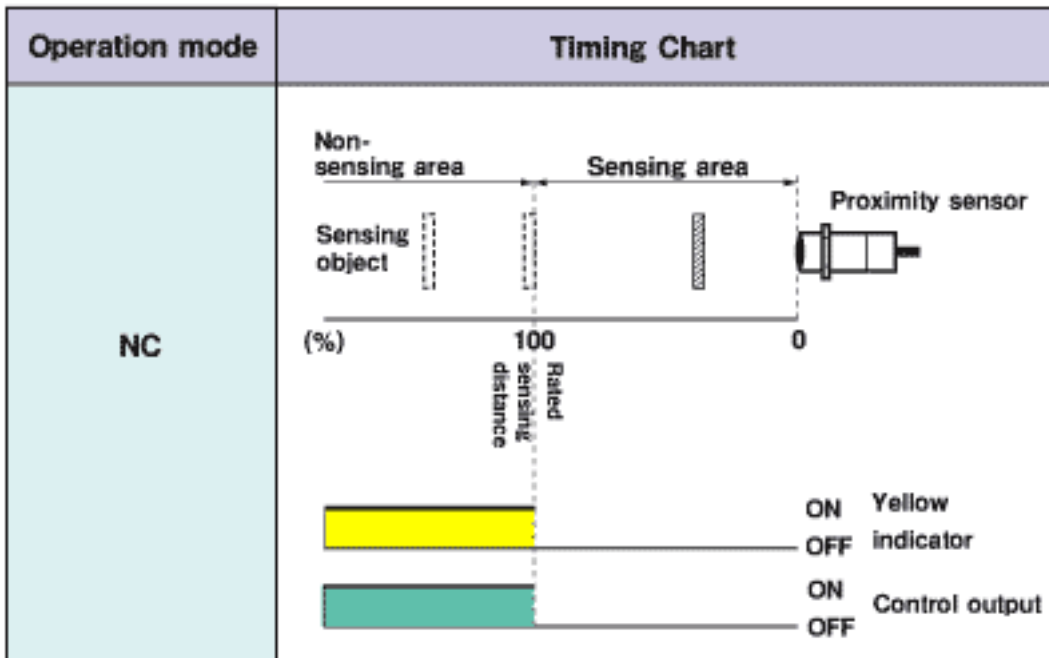 Operation mode
Timing Chart
NC
Non-
sensing area
Sensing area
Proximity sensor
Sensing
object
(%)
100
0
Rated
sensing
distance
ON
OFF
Yellow
indicator
ON
OFF
Control output